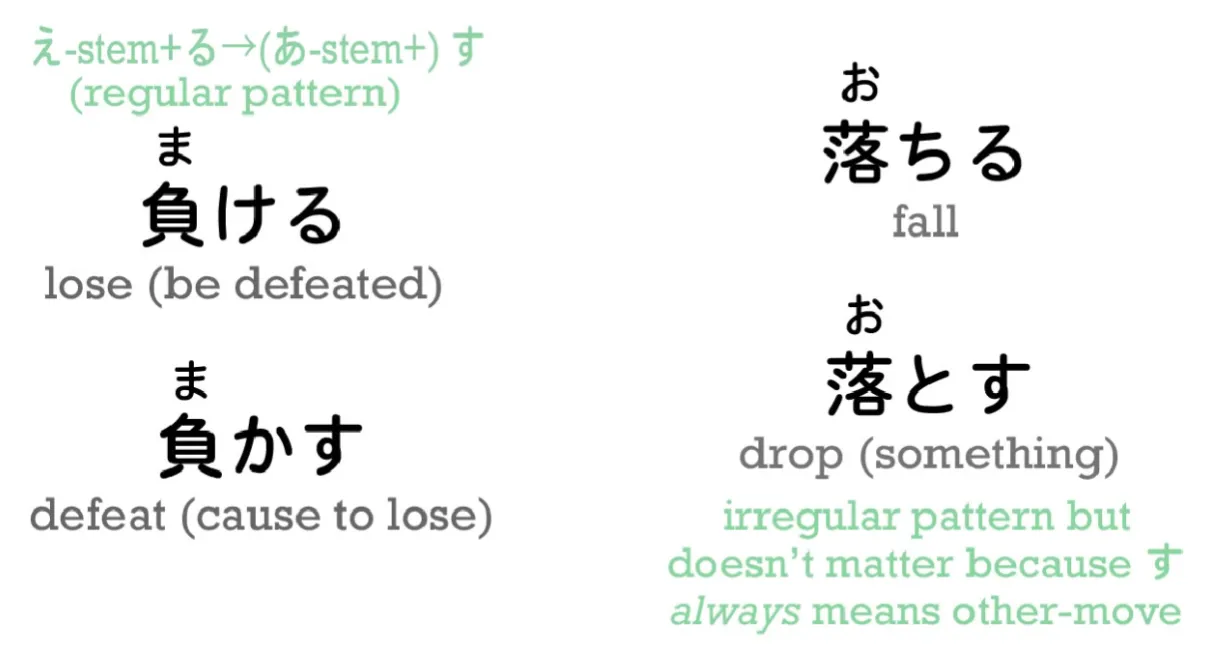 え-stem+る→(あ-stem+) す
(regular pattern)
ま
負ける
lose (be defeated)
ま
負かす
defeat (cause to lose)
お
落ちる
fall
お
落とす
drop (something)
irregular pattern but
doesn't matter because す
always means other-move